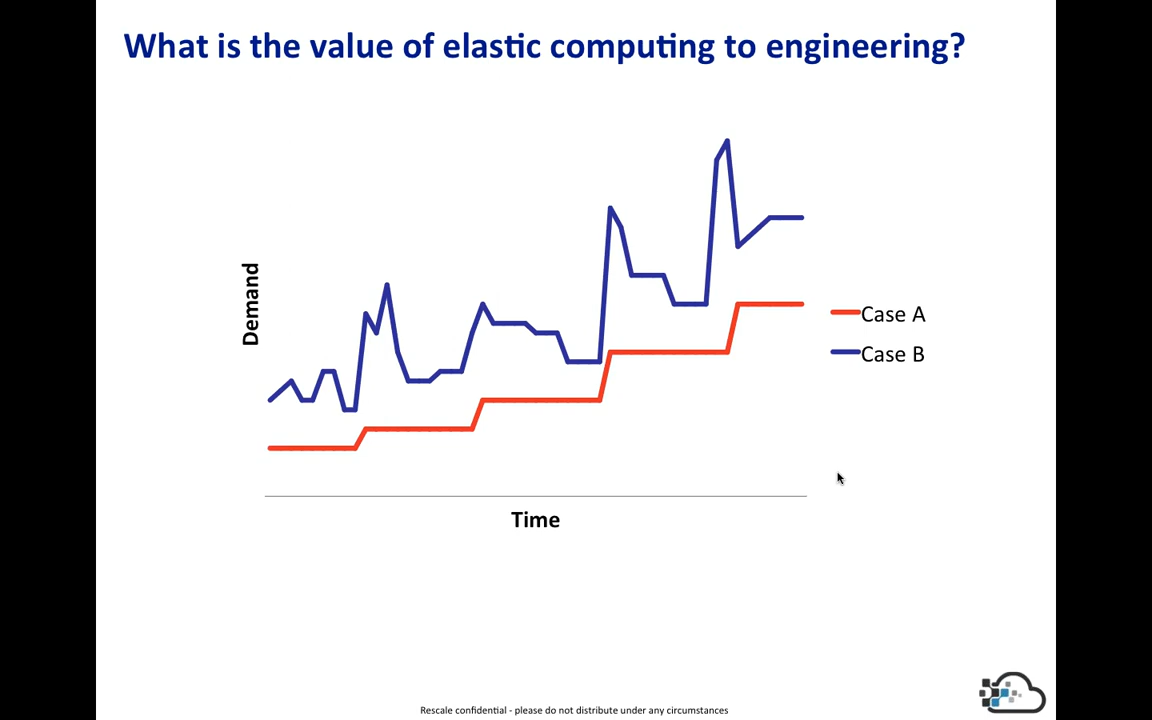 What is the value of elastic computing to engineering?
Demand
Case A
Case B
Time
Rescale confidential - please do not distribute under any circumstances